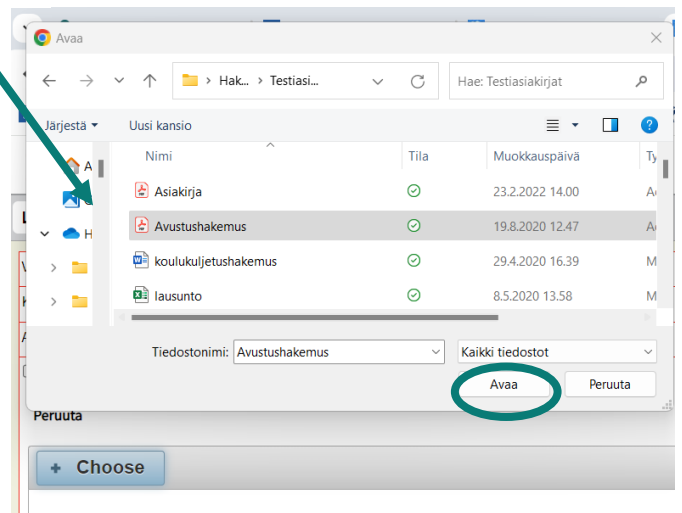 Avaa
Hak... > Testiasi...
Hae: Testiasiakirjat
Järjestä
Uusi kansio
?
Nimi
Tila
Muokkauspäivä
Ty
A
Asiakirja
23.2.2022 14.00
Avustushakemus
19.8.2020 12.47
H
koulukuljetushakemus
29.4.2020 16.39
M
lausunto
8.5.2020 13.58
M
Tiedostonimi: Avustushakemus
Kaikki tiedostot
Avaa
Peruuta
Peruuta
+ Choose